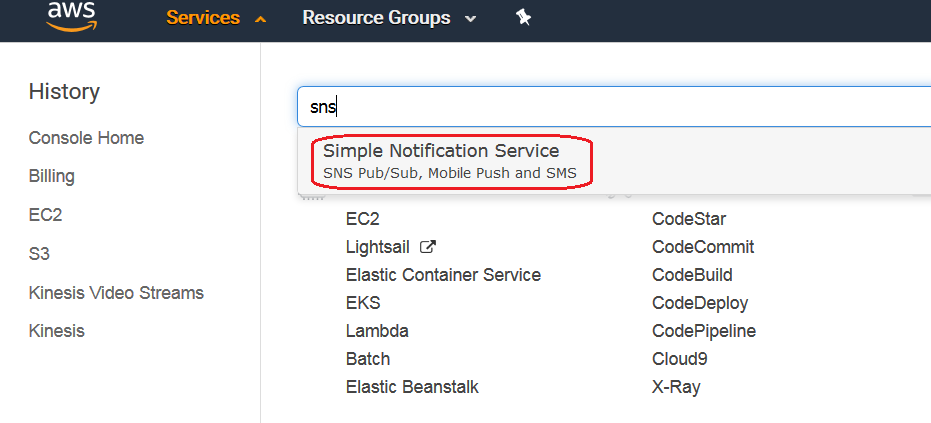 aws
Services
Resource Groups
History
Console Home
Billing
EC2
S3
Kinesis Video Streams
Kinesis
sns
Simple Notification Service
SNS Pub/Sub, Mobile Push and SMS
EC2
Lightsail
Elastic Container Service
EKS
Lambda
Batch
Elastic Beanstalk
CodeStar
CodeCommit
CodeBuild
CodeDeploy
CodePipeline
Cloud9
X-Ray